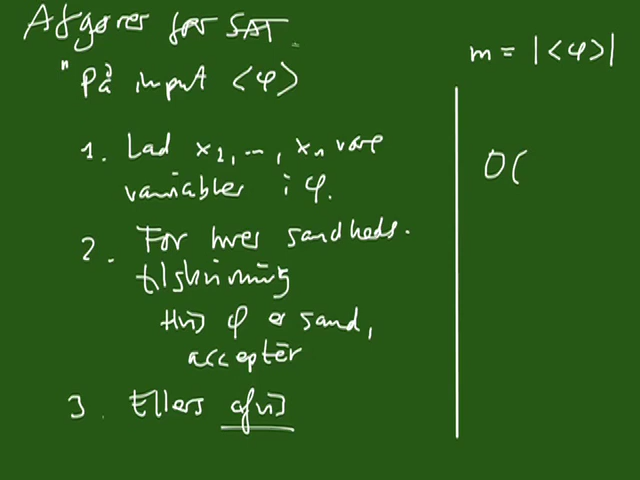 Afgører for SAT
m = |<φ>|
"På input <φ>
1. Lad x1, ..., xn være
variabler i φ.
O(
2. For hver sandheds-
tilskrivning
Hvis φ er sand,
accepter
3. Ellers afvis